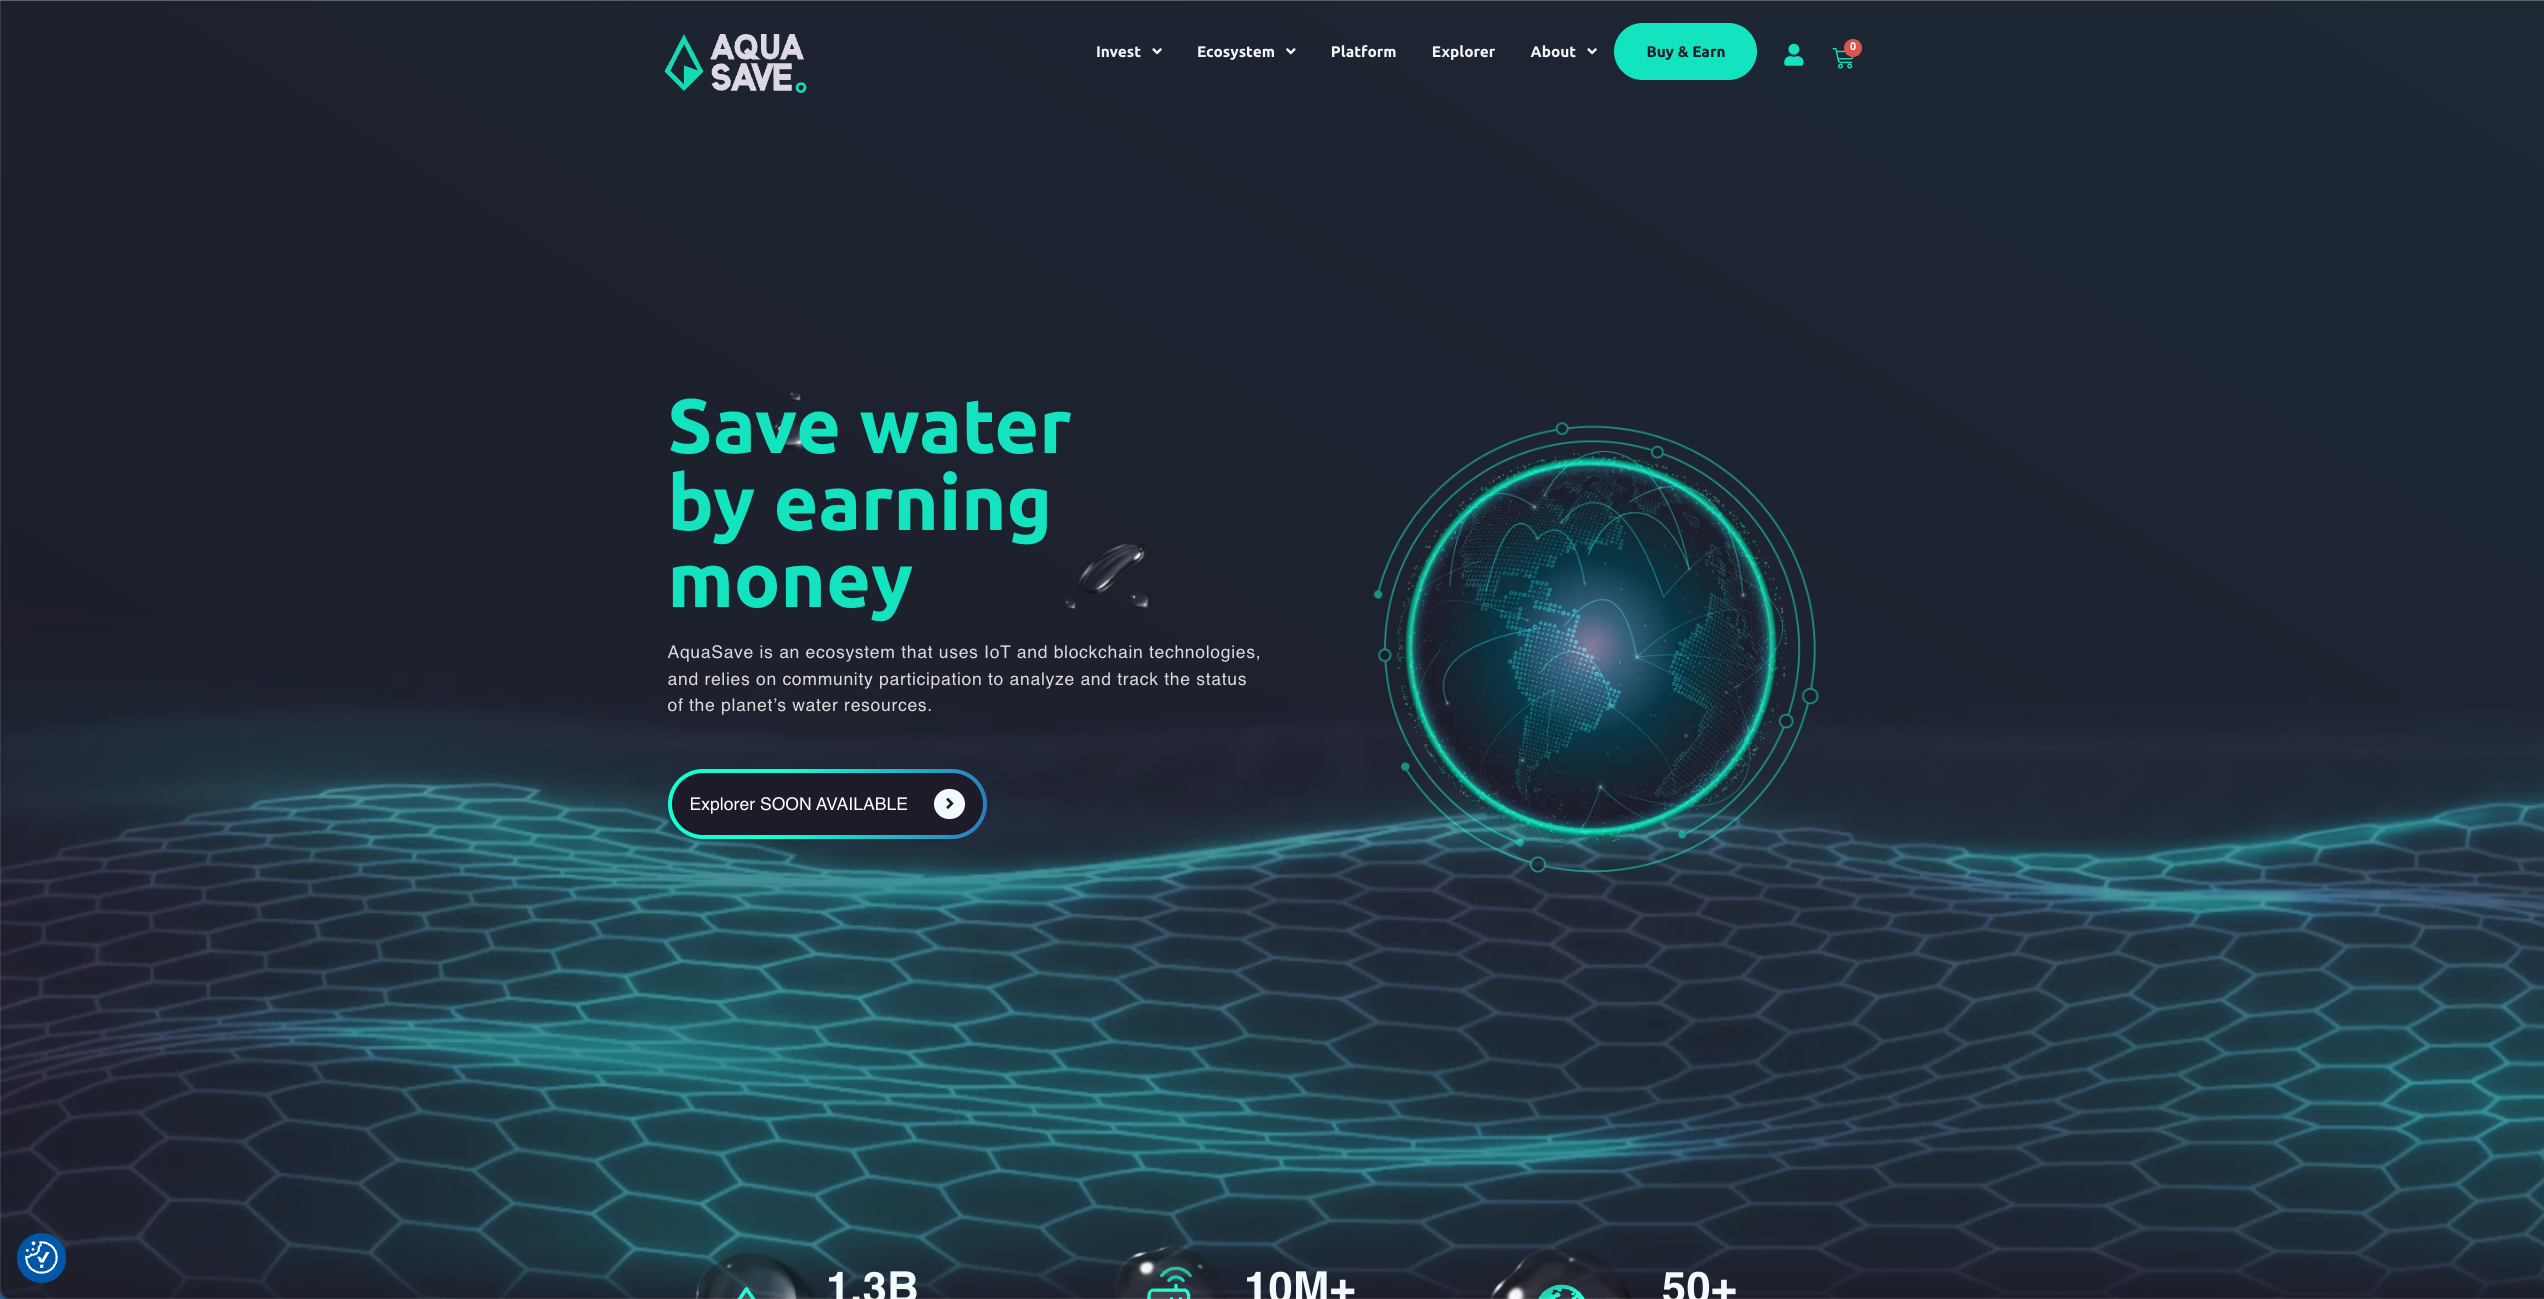 AQUA
SAVE
Invest
Ecosystem
Platform
Explorer
About
Buy & Earn
0
Save water
by earning
money
AquaSave is an ecosystem that uses IoT and blockchain technologies,
and relies on community participation to analyze and track the status
of the planet’s water resources.
Explorer SOON AVAILABLE
1.3B
10M+
50+